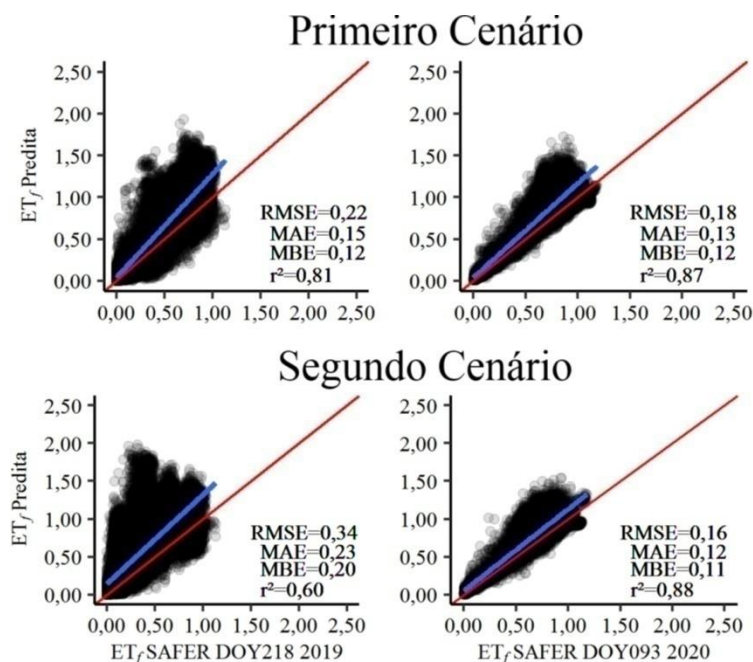 Primeiro Cenário
2,50
2,00
1,50
1,00
0,50
0,00
ETf Predita
RMSE=0,22
MAE=0,15
MBE=0,12
r²=0,81
0,00 0,50 1,00 1,50 2,00 2,50
2,50
2,00
1,50
1,00
0,50
0,00
RMSE=0,18
MAE=0,13
MBE=0,12
r²=0,87
0,00 0,50 1,00 1,50 2,00 2,50
Segundo Cenário
2,50
2,00
1,50
1,00
0,50
0,00
ETf Predita
RMSE=0,34
MAE=0,23
MBE=0,20
r²=0,60
0,00 0,50 1,00 1,50 2,00 2,50
ETf SAFER DOY218 2019
2,50
2,00
1,50
1,00
0,50
0,00
RMSE=0,16
MAE=0,12
MBE=0,11
r²=0,88
0,00 0,50 1,00 1,50 2,00 2,50
ETf SAFER DOY093 2020